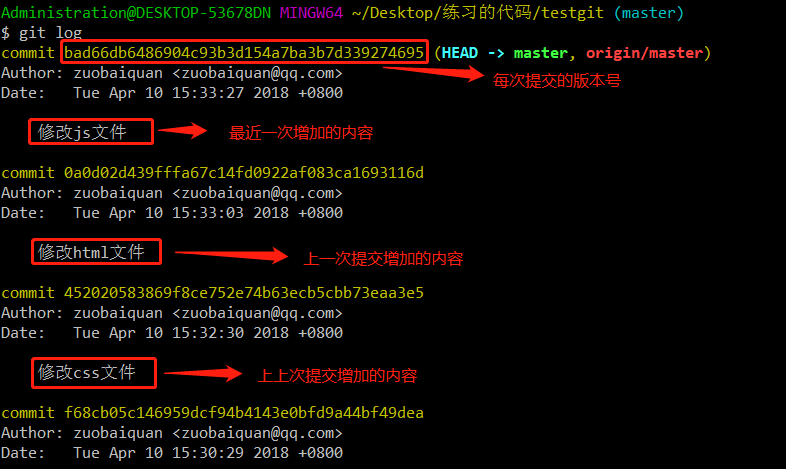 Administration@DESKTOP-53678DN MINGW64 ~/Desktop/练习的代码/testgit (master)
$ git log
commit bad66db6486904c93b3d154a7ba3b7d339274695 (HEAD -> master, origin/master)
Author: zuobaiquan <zuobaiquan@qq.com>
每次提交的版本号
Date:   Tue Apr 10 15:33:27 2018 +0800
修改js文件 最近一次增加的内容
commit 0a0d02d439fffa67c14fd0922af083ca1693116d
Author: zuobaiquan <zuobaiquan@qq.com>
Date:   Tue Apr 10 15:33:03 2018 +0800
修改html文件 上一次提交增加的内容
commit 452020583869f8ce752e74b63ecb5cbb73eaa3e5
Author: zuobaiquan <zuobaiquan@qq.com>
Date:   Tue Apr 10 15:32:30 2018 +0800
修改css文件 上上次提交增加的内容
commit f68cb05c146959dcf94b4143e0bfd9a44bf49dea
Author: zuobaiquan <zuobaiquan@qq.com>
Date:   Tue Apr 10 15:30:29 2018 +0800